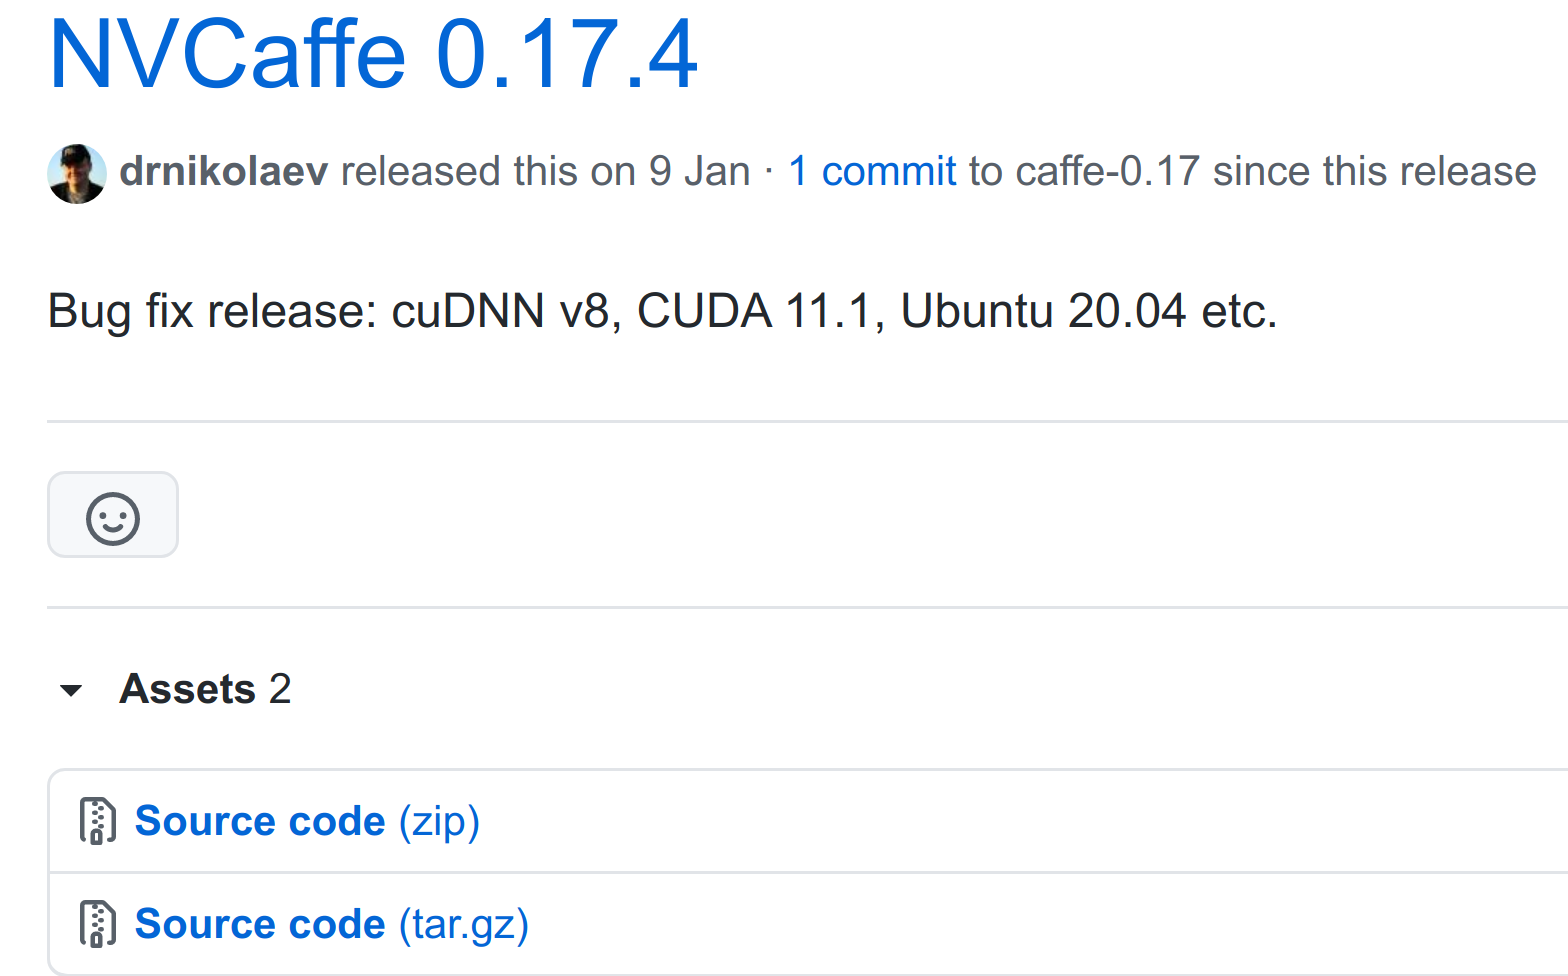 NVCaffe 0.17.4
drnikolaev released this on 9 Jan · 1 commit to caffe-0.17 since this release
Bug fix release: cuDNN v8, CUDA 11.1, Ubuntu 20.04 etc.
Assets 2
Source code (zip)
Source code (tar.gz)